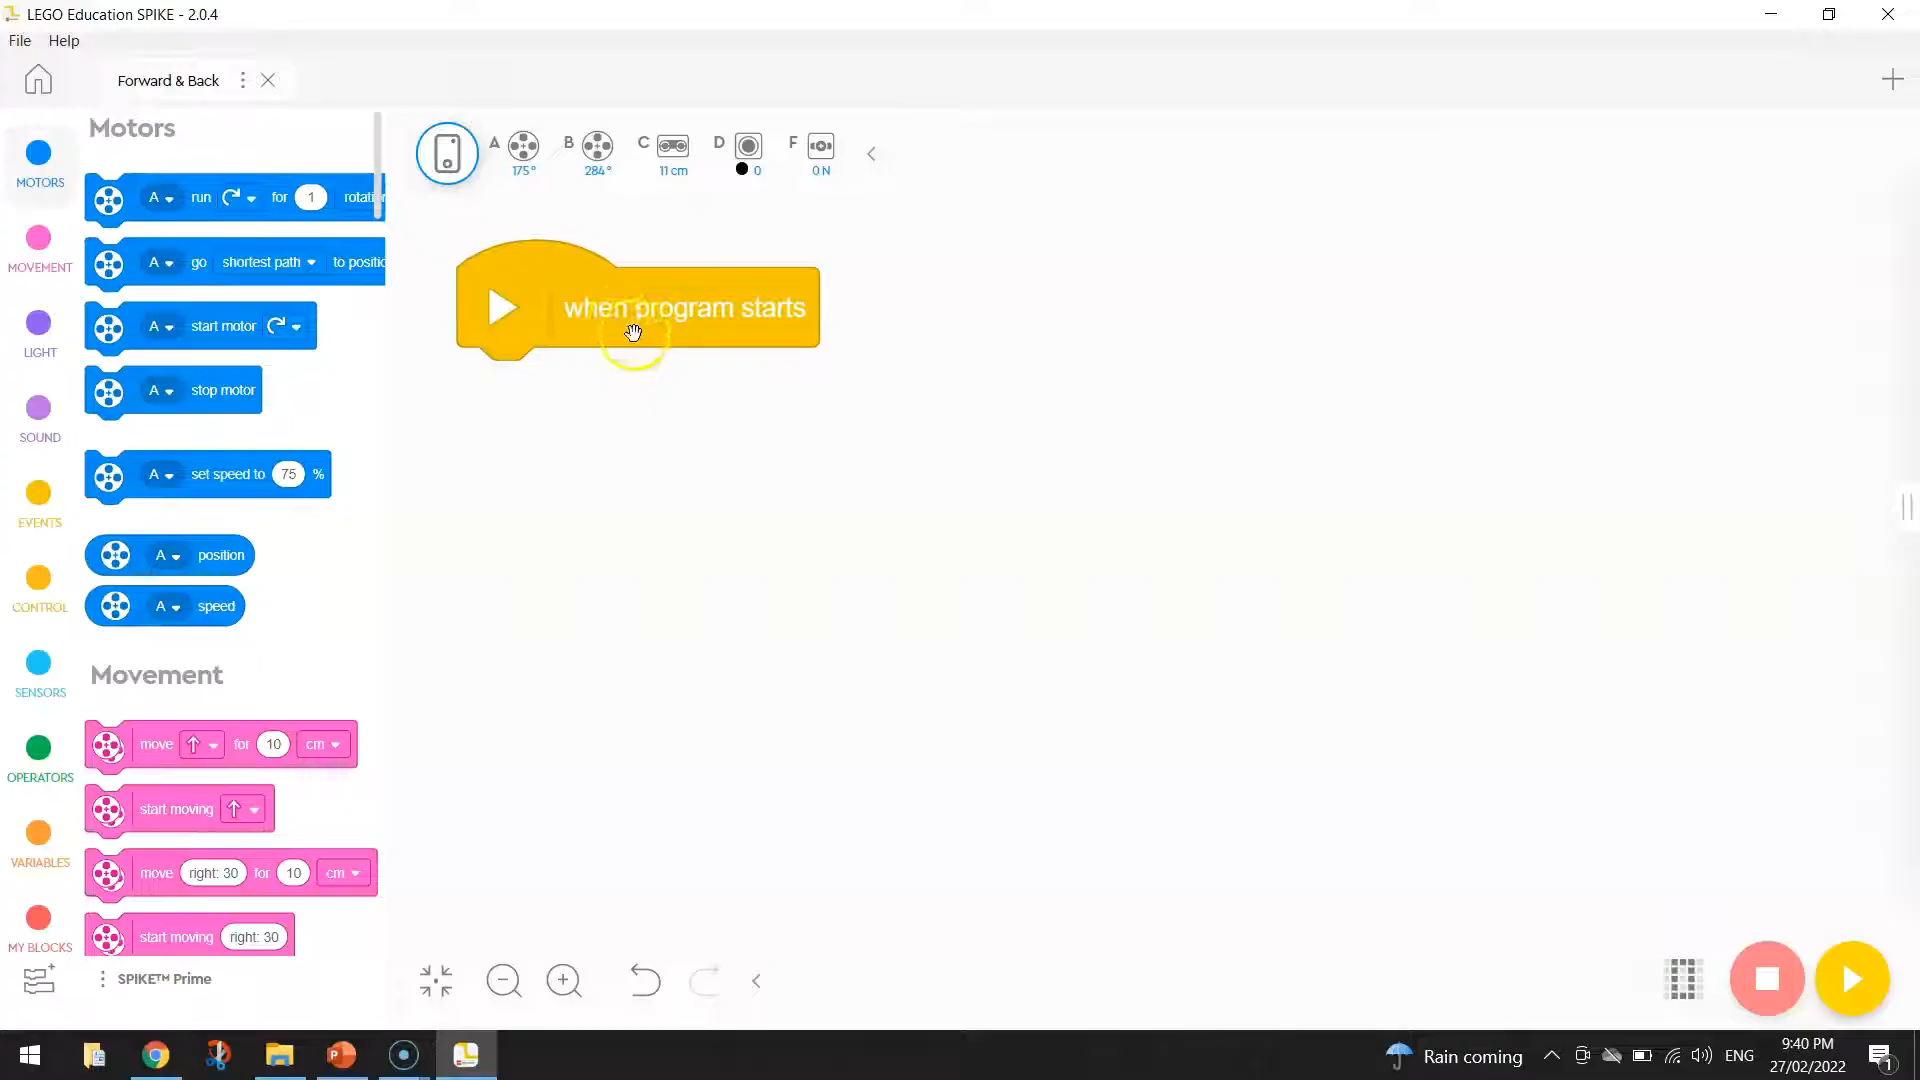 LEGO Education SPIKE - 2.0.4
File Help
Forward & Back
Motors
MOTORS
MOVEMENT
LIGHT
SOUND
EVENTS
CONTROL
SENSORS
OPERATORS
VARIABLES
MY BLOCKS
A run for 1
A go shortest path to
A start motor
A stop motor
A set speed to 75 %
A position
A speed
Movement
move for 10 cm
start moving
move right: 30 for 10 cm
start moving right: 30
SPIKE™ Prime
A 175°
B 284°
C 11 cm
D 0
F 0 N
when program starts
Rain coming
ENG
9:40 PM
27/02/2022
1